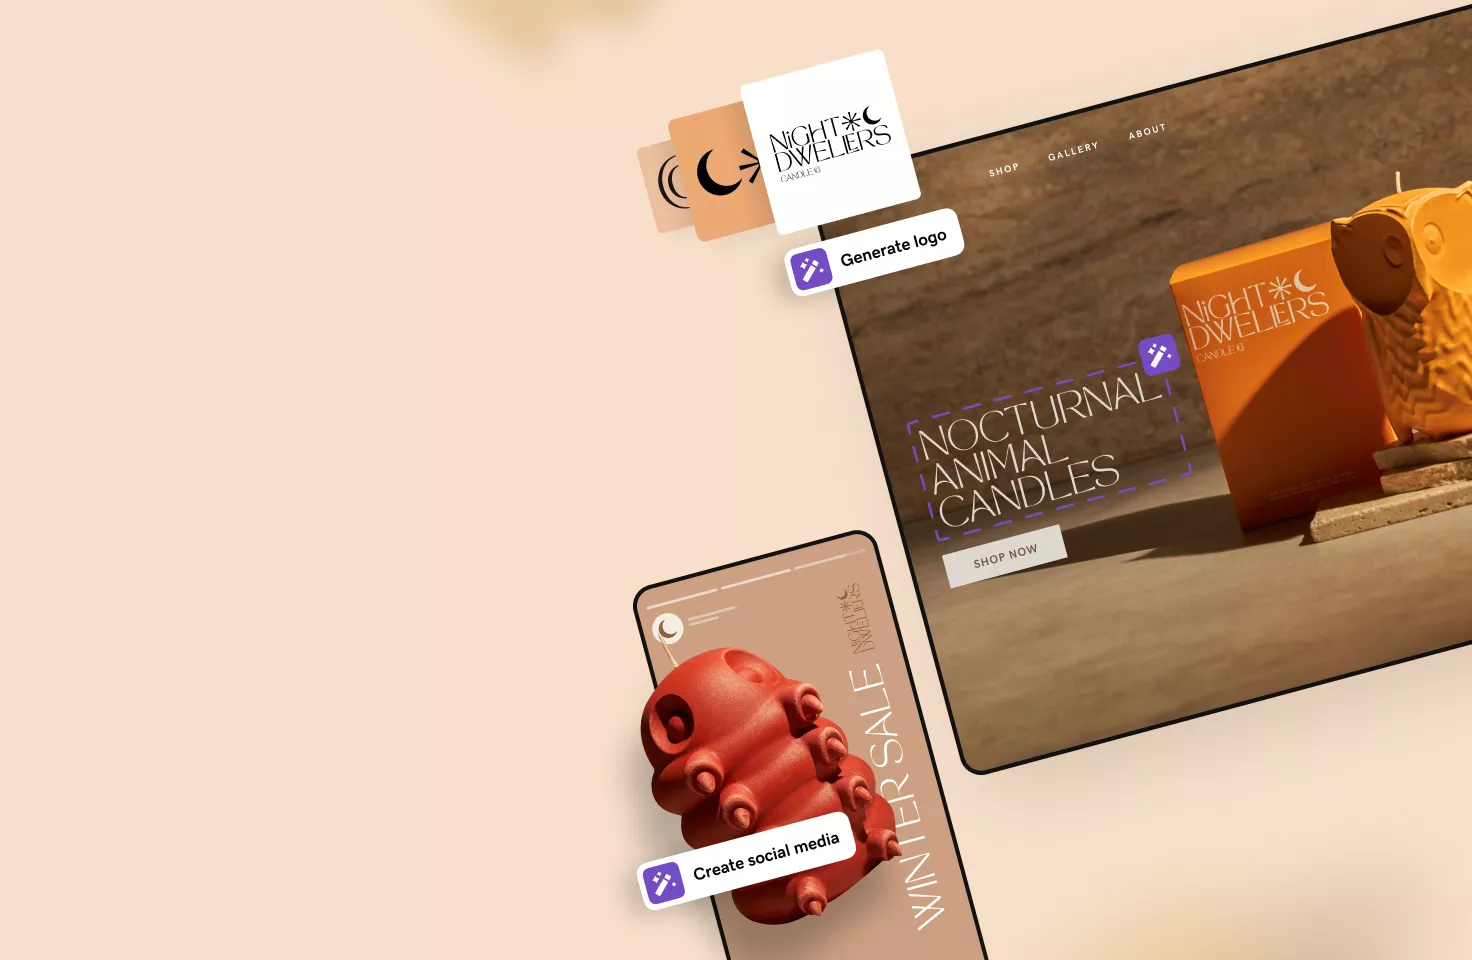 NiGHT
DWELLERS
CANDLE
Generate logo
SHOP
GALLERY
ABOUT
NiGHT
DWELLERS
CANDLE
NOCTURNAL
ANIMAL
CANDLES
SHOP NOW
NiGHT
DWELLERS
WINTER SALE
Create social media